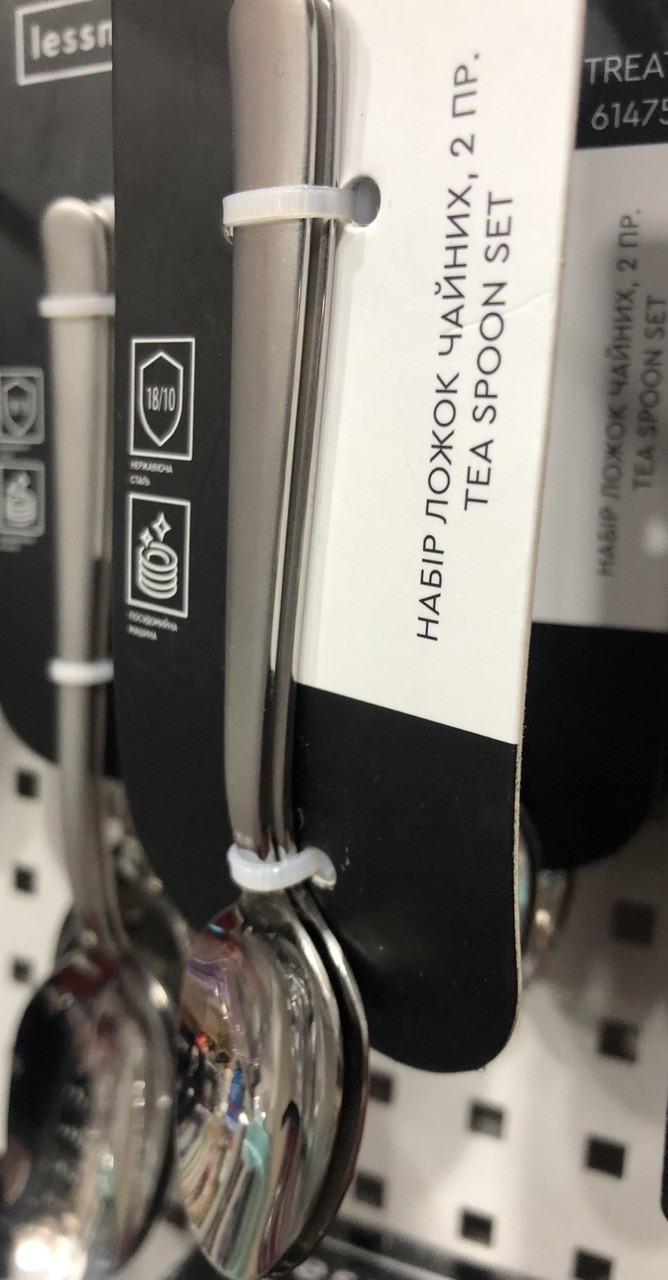 lessn
НАБІР ЛОЖОК ЧАЙНИХ, 2 ПР.
TEA SPOON SET
18/10
НЕРЖАВІЮЧА
СТАЛЬ
ПОСУДОМИЙНА
МАШИНА
TREAT
61475
НАБІР ЛОЖОК ЧАЙНИХ, 2 ПР.
TEA SPOON SET